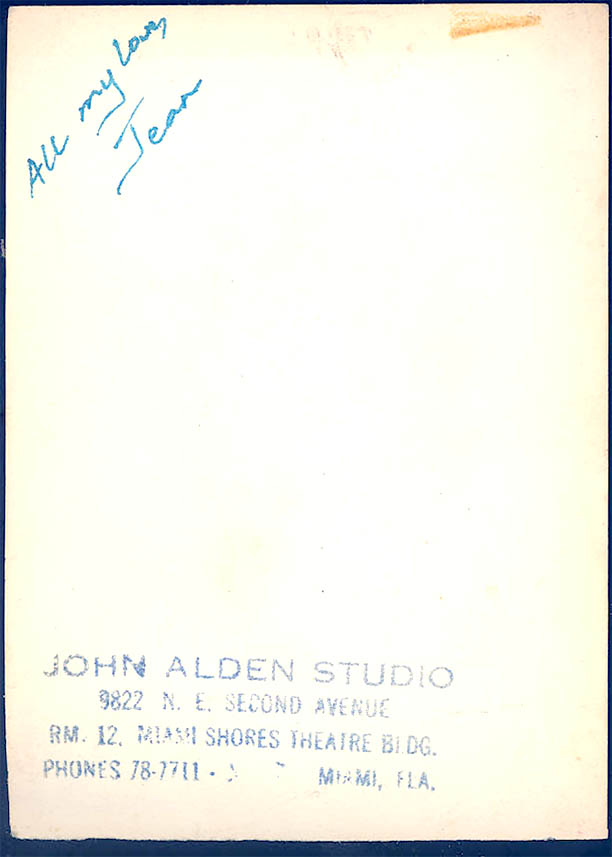 All my love,
Jean
JOHN ALDEN STUDIO
9822 N. E. SECOND AVENUE
RM. 12, MIAMI SHORES THEATRE BLDG.
PHONES 78-7711 - MIAMI, FLA.